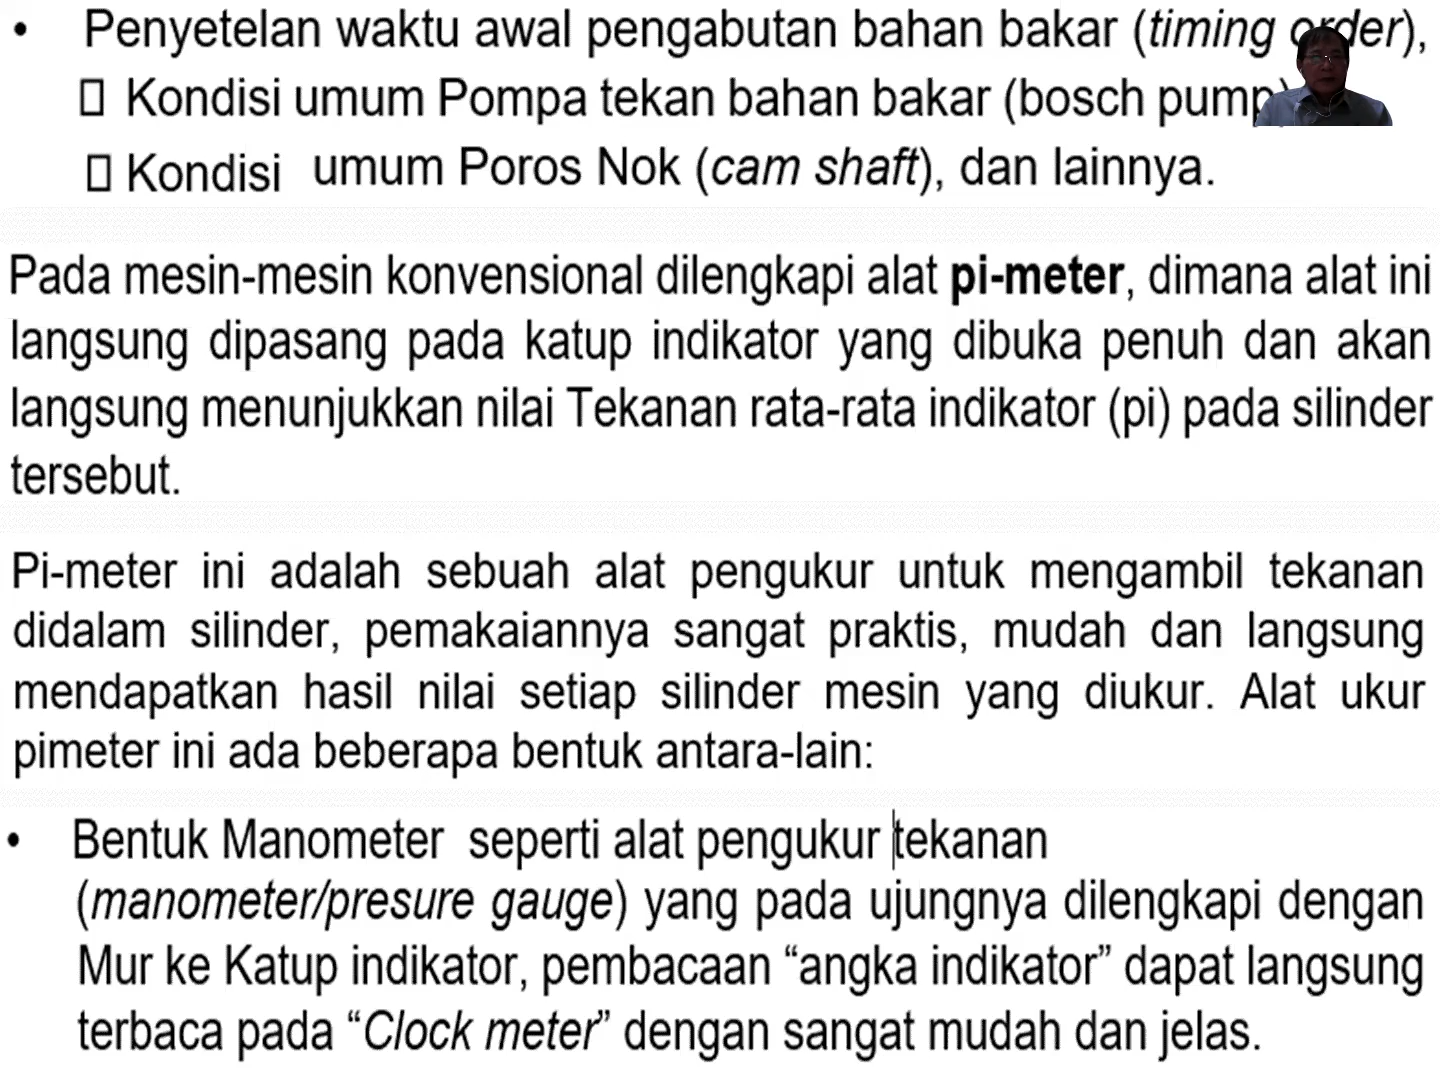 • Penyetelan waktu awal pengabutan bahan bakar (timing order),
▯ Kondisi umum Pompa tekan bahan bakar (bosch pump)
▯ Kondisi umum Poros Nok (cam shaft), dan lainnya.
Pada mesin-mesin konvensional dilengkapi alat pi-meter, dimana alat ini
langsung dipasang pada katup indikator yang dibuka penuh dan akan
langsung menunjukkan nilai Tekanan rata-rata indikator (pi) pada silinder
tersebut.
Pi-meter ini adalah sebuah alat pengukur untuk mengambil tekanan
didalam silinder, pemakaiannya sangat praktis, mudah dan langsung
mendapatkan hasil nilai setiap silinder mesin yang diukur. Alat ukur
pimeter ini ada beberapa bentuk antara-lain:
• Bentuk Manometer seperti alat pengukur tekanan
(manometer/presure gauge) yang pada ujungnya dilengkapi dengan
Mur ke Katup indikator, pembacaan “angka indikator” dapat langsung
terbaca pada “Clock meter” dengan sangat mudah dan jelas.